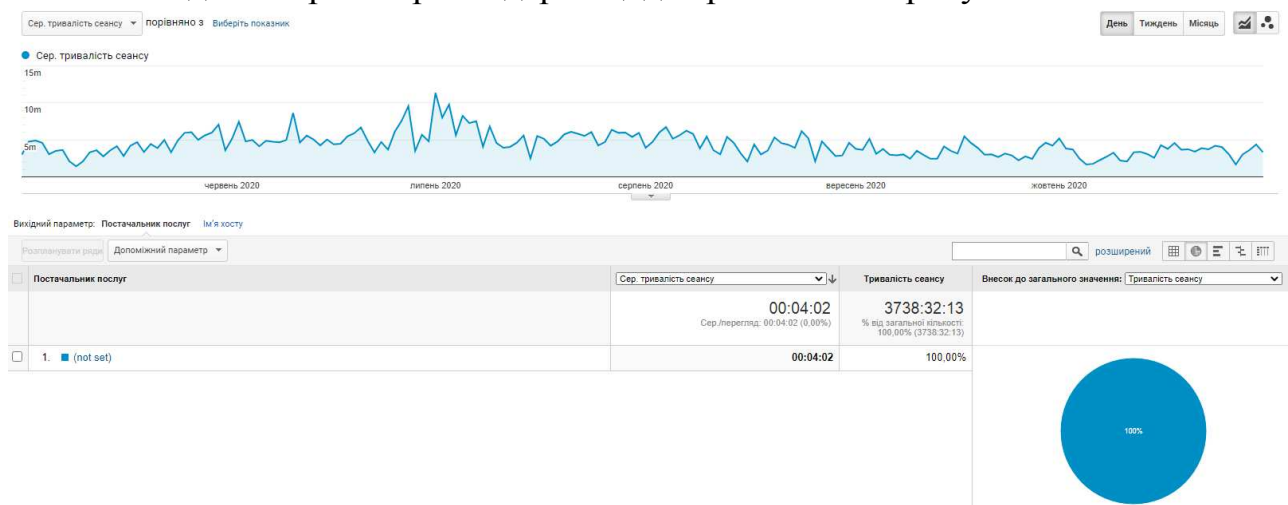 Сер. тривалість сеансу порівняно з Виберіть показник
День Тиждень Місяць
Сер. тривалість сеансу
15m
10m
5m
червень 2020 липень 2020 серпень 2020 вересень 2020 жовтень 2020
Вихідний параметр: Постачальник послуг Ім'я хосту
Розпланувати ряди Допоміжний параметр розширений
Постачальник послуг Сер. тривалість сеансу Тривалість сеансу Внесок до загального значення: Тривалість сеансу
00:04:02 3738:32:13
Сер./перегляд: 00:04:02 (0,00%) % від загальної кількості:
100,00% (3738:32:13)
1. (not set) 00:04:02 100,00%
100%